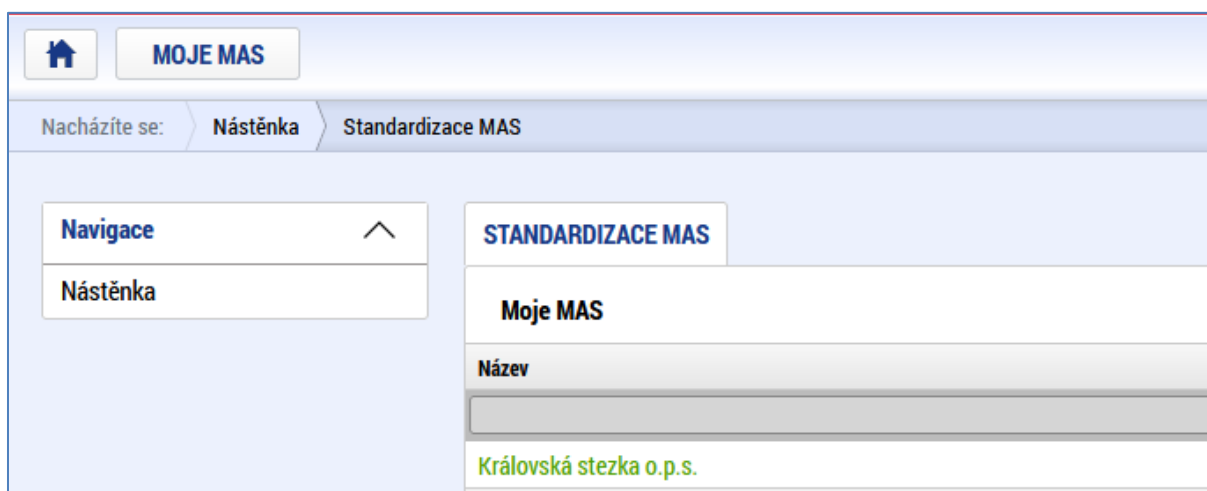 MOJE MAS
Nacházíte se: Nástěnka Standardizace MAS
Navigace
Nástěnka
STANDARDIZACE MAS
Moje MAS
Název
Královská stezka o.p.s.